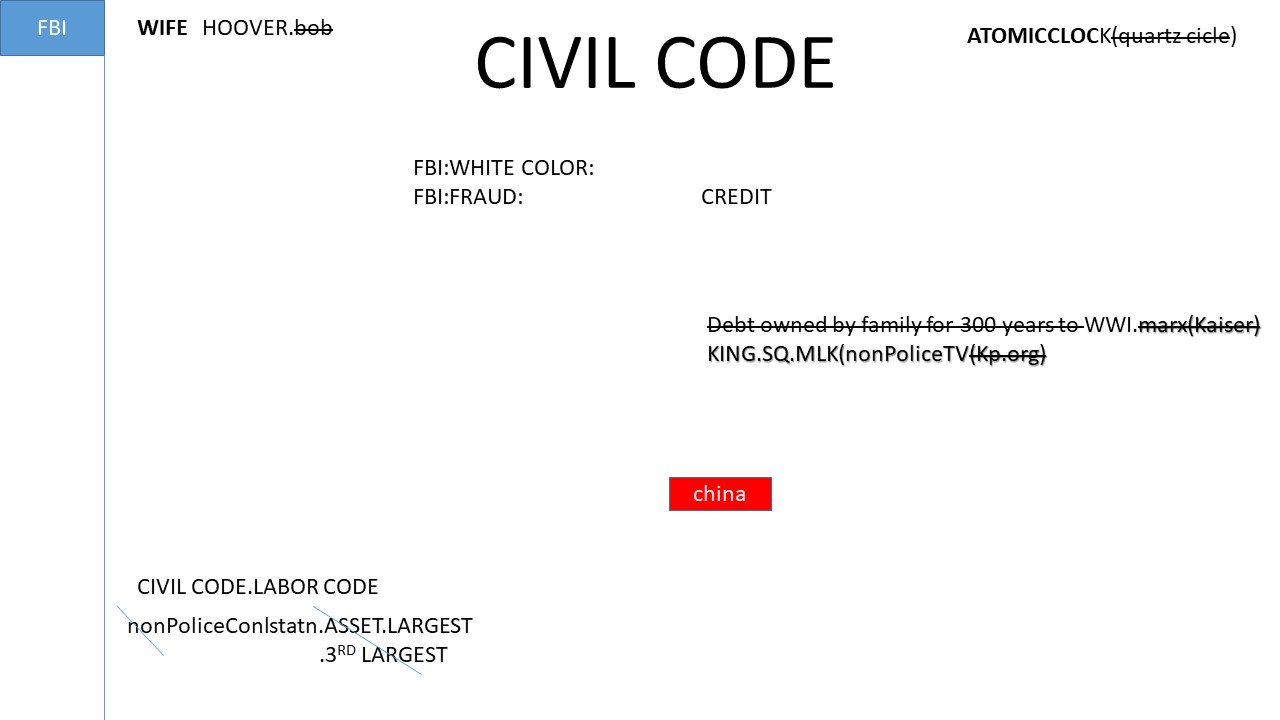 FBI
WIFE HOOVER.bob
CIVIL CODE
ATOMICCLOCK(quartz cicle)
FBI:WHITE COLOR:
FBI:FRAUD: CREDIT
Debt owned by family for 300 years to WWI.marx(Kaiser)
KING.SQ.MLK(nonPoliceTV(Kp.org)
china
CIVIL CODE.LABOR CODE
nonPoliceConlstatn.ASSET.LARGEST
.3RD LARGEST